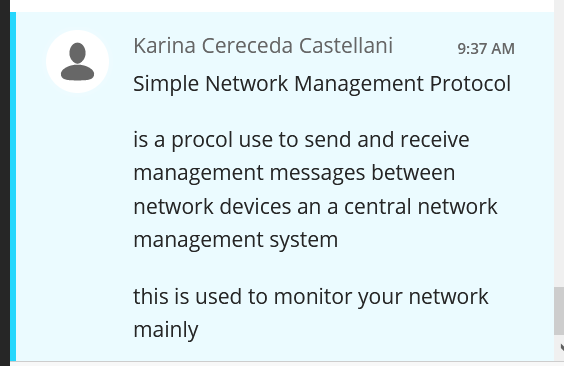 Karina Cereceda Castellani
9:37 AM
Simple Network Management Protocol
is a procol use to send and receive
management messages between
network devices an a central network
management system
this is used to monitor your network
mainly